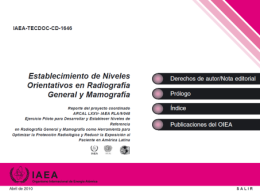 IAEA-TECDOC-CD-1646
Establecimiento de Niveles
Orientativos en Radiografía
General y Mamografía
Reporte del proyecto coordinado
ARCAL LXXV- IAEA RLA/9/048
Ejercicio Piloto para Desarrollar y Establecer Niveles de
Referencia
en Radiografía General y Mamografía como Herramienta para
Optimizar la Protección Radiológica y Reducir la Exposición al
Paciente en América Latina
Derechos de autor/Nota editorial
Prólogo
Índice
Publicaciones del OIEA
IAEA
Abril de 2010
SALIR